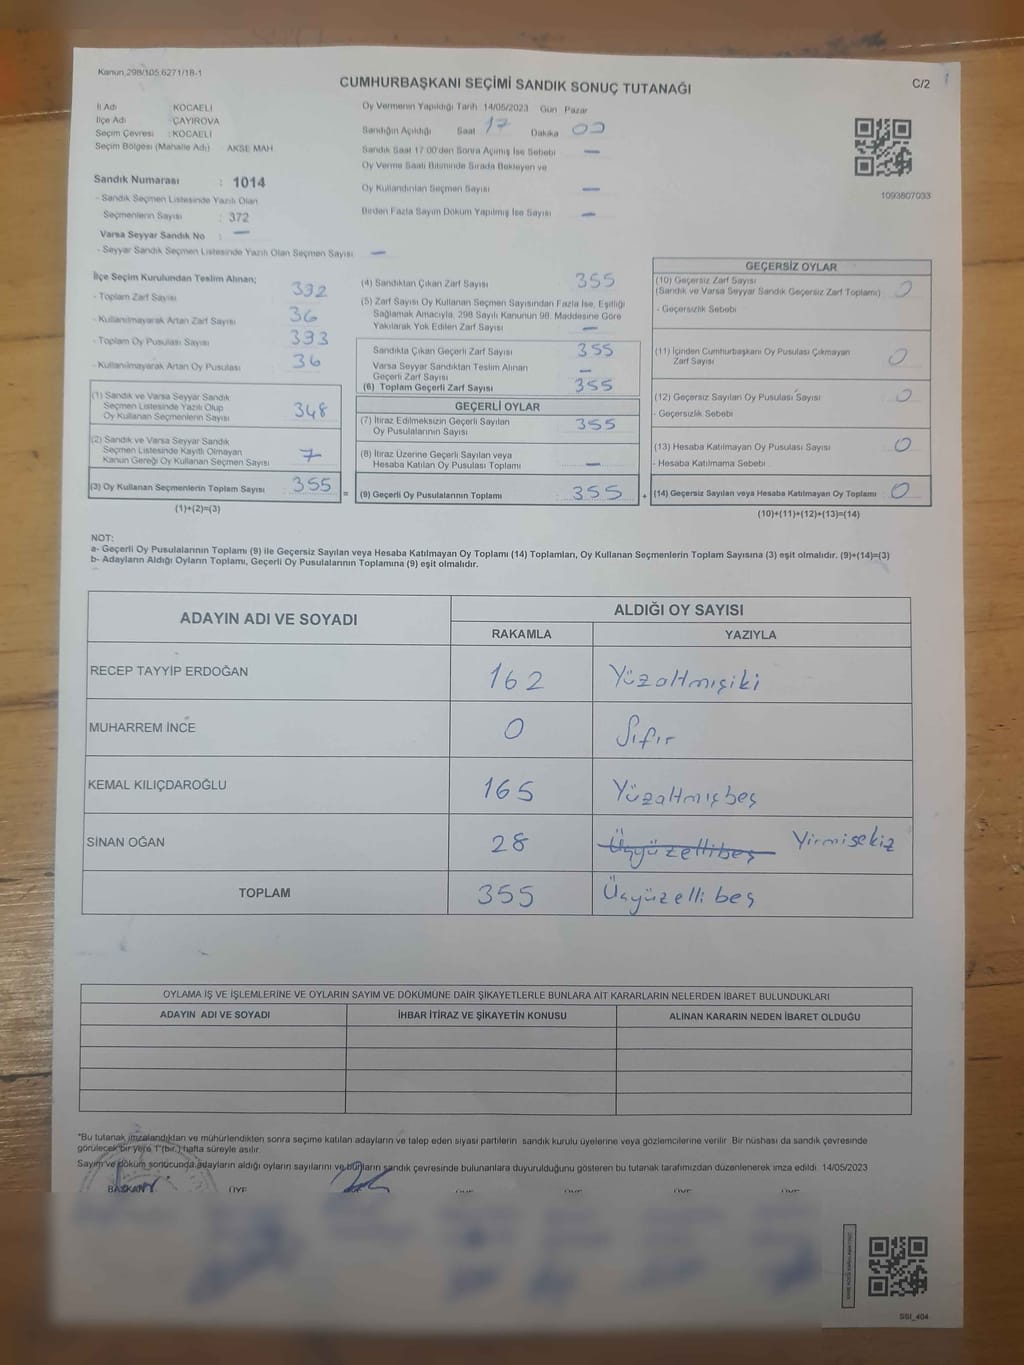 Kanun,298/105,6271/18-1
CUMHURBAŞKANI SEÇİMİ SANDIK SONUÇ TUTANAĞI
C/2
İl Adı KOCAELİ
İlçe Adı ÇAYIROVA
Seçim Çevresi : KOCAELİ
Seçim Bölgesi (Mahalle Adı) AKSE MAH.
Sandık Numarası : 1014
- Sandık Seçmen Listesinde Yazılı Olan
Seçmenlerin Sayısı : 372
Varsa Seyyar Sandık No : —
- Seyyar Sandık Seçmen Listesinde Yazılı Olan Seçmen Sayısı —
Oy Vermenin Yapıldığı Tarih 14/05/2023 Gün Pazar
Sandığın Açıldığı Saat 17 Dakika 00
Sandık Saat 17:00'den Sonra Açılmış İse Sebebi —
Oy Verme Saati Bitiminde Sırada Bekleyen ve
Oy Kullandırılan Seçmen Sayısı —
Birden Fazla Sayım Döküm Yapılmış İse Sayısı —
1093807033
İlçe Seçim Kurulundan Teslim Alınan;
- Toplam Zarf Sayısı 392
- Kullanılmayarak Artan Zarf Sayısı 36
- Toplam Oy Pusulası Sayısı 393
- Kullanılmayarak Artan Oy Pusulası 36
(1) Sandık ve Varsa Seyyar Sandık
Seçmen Listesinde Yazılı Olup
Oy Kullanan Seçmenlerin Sayısı 348
(2) Sandık ve Varsa Seyyar Sandık
Seçmen Listesinde Kayıtlı Olmayan
Kanun Gereği Oy Kullanan Seçmen Sayısı 7
(3) Oy Kullanan Seçmenlerin Toplam Sayısı 355
(1)+(2)=(3)
(4) Sandıktan Çıkan Zarf Sayısı 355
(5) Zarf Sayısı Oy Kullanan Seçmen Sayısından Fazla İse, Eşitliği
Sağlamak Amacıyla, 298 Sayılı Kanunun 98. Maddesine Göre
Yakılarak Yok Edilen Zarf Sayısı —
Sandıkta Çıkan Geçerli Zarf Sayısı 355
Varsa Seyyar Sandıktan Teslim Alınan
Geçerli Zarf Sayısı —
(6) Toplam Geçerli Zarf Sayısı 355
GEÇERLİ OYLAR
(7) İtiraz Edilmeksizin Geçerli Sayılan
Oy Pusulalarının Sayısı 355
(8) İtiraz Üzerine Geçerli Sayılan veya
Hesaba Katılan Oy Pusulası Toplamı —
= (9) Geçerli Oy Pusulalarının Toplamı 355
GEÇERSİZ OYLAR
(10) Geçersiz Zarf Sayısı
(Sandık ve Varsa Seyyar Sandık Geçersiz Zarf Toplamı) 0
- Geçersizlik Sebebi
(11) İçinden Cumhurbaşkanı Oy Pusulası Çıkmayan
Zarf Sayısı 0
(12) Geçersiz Sayılan Oy Pusulası Sayısı 0
- Geçersizlik Sebebi
(13) Hesaba Katılmayan Oy Pusulası Sayısı 0
- Hesaba Katılmama Sebebi
+ (14) Geçersiz Sayılan veya Hesaba Katılmayan Oy Toplamı 0
(10)+(11)+(12)+(13)=(14)
NOT:
a- Geçerli Oy Pusulalarının Toplamı (9) ile Geçersiz Sayılan veya Hesaba Katılmayan Oy Toplamı (14) Toplamları, Oy Kullanan Seçmenlerin Toplam Sayısına (3) eşit olmalıdır. (9)+(14)=(3)
b- Adayların Aldığı Oyların Toplamı, Geçerli Oy Pusulalarının Toplamına (9) eşit olmalıdır.
ADAYIN ADI VE SOYADI
ALDIĞI OY SAYISI
RAKAMLA YAZIYLA
RECEP TAYYİP ERDOĞAN 162 Yüzaltmışiki
MUHARREM İNCE 0 Sıfır
KEMAL KILIÇDAROĞLU 165 Yüzaltmışbeş
SİNAN OĞAN 28 Üçyüzellibeş Yirmisekiz
TOPLAM 355 Üçyüzelli beş
OYLAMA İŞ VE İŞLEMLERİNE VE OYLARIN SAYIM VE DÖKÜMÜNE DAİR ŞİKAYETLERLE BUNLARA AİT KARARLARIN NELERDEN İBARET BULUNDUKLARI
ADAYIN ADI VE SOYADI İHBAR İTİRAZ VE ŞİKAYETİN KONUSU ALINAN KARARIN NEDEN İBARET OLDUĞU
*Bu tutanak imzalandıktan ve mühürlendikten sonra seçime katılan adayların ve talep eden siyasi partilerin sandık kurulu üyelerine veya gözlemcilerine verilir. Bir nüshası da sandık çevresinde
görülecek bir yere 1 (bir) hafta süreyle asılır.
Sayım ve döküm sonucunda adayların aldığı oyların sayılarını ve bunların sandık çevresinde bulunanlara duyurulduğunu gösteren bu tutanak tarafımızdan düzenlenerek imza edildi. 14/05/2023
BAŞKAN ÜYE
SSI_404